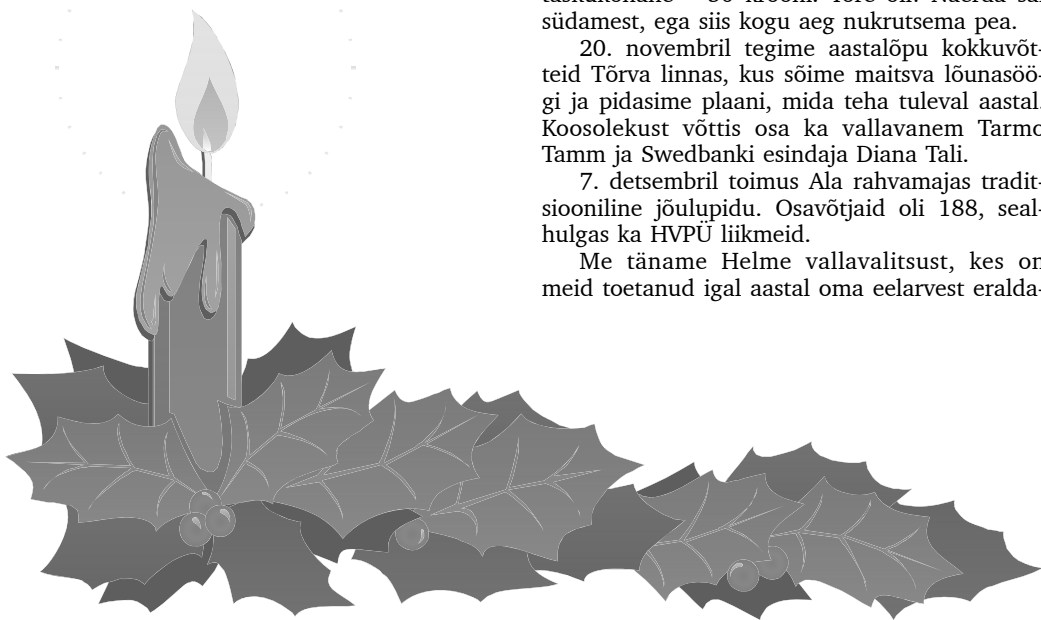 südamest, ega siis kogu aeg nukrutsema pea.
20. novembril tegime aastalõpu kokkuvõt-
teid Tõrva linnas, kus sõime maitsva lõunasöö-
gi ja pidasime plaani, mida teha tuleval aastal.
Koosolekust võttis osa ka vallavanem Tarmo
Tamm ja Swedbanki esindaja Diana Tali.
7. detsembril toimus Ala rahvamajas tradit-
siooniline jõulupidu. Osavõtjaid oli 188, seal-
hulgas ka HVPÜ liikmeid.
Me täname Helme vallavalitsust, kes on
meid toetanud igal aastal oma eelarvest eralda-